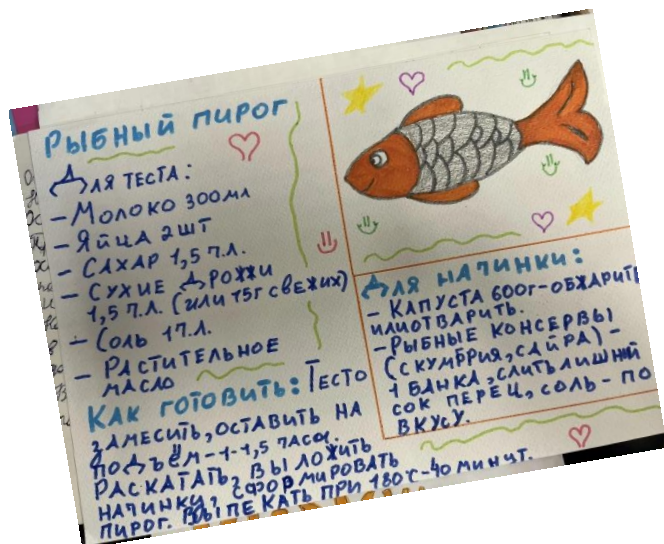 Рыбный пирог
Для теста:
- Молоко 300мл
- Яйца 2 шт
- Сахар 1,5 ч.л.
- Сухие дрожжи
1,5 ч.л. (или 15г свежих)
- Соль 1 ч.л.
- Растительное
масло
Как готовить: Тесто
замесить, оставить на
подъём - 1-1,5 часа.
Раскатать, выложить
начинку, сформировать
пирог. Выпекать при 180°с-40 минут.
Для начинки:
- Капуста 600г-обжарить
или отварить.
- Рыбные консервы
(скумбрия, сайра) -
1 банка, слить лишний
сок перец, соль - по
вкусу.